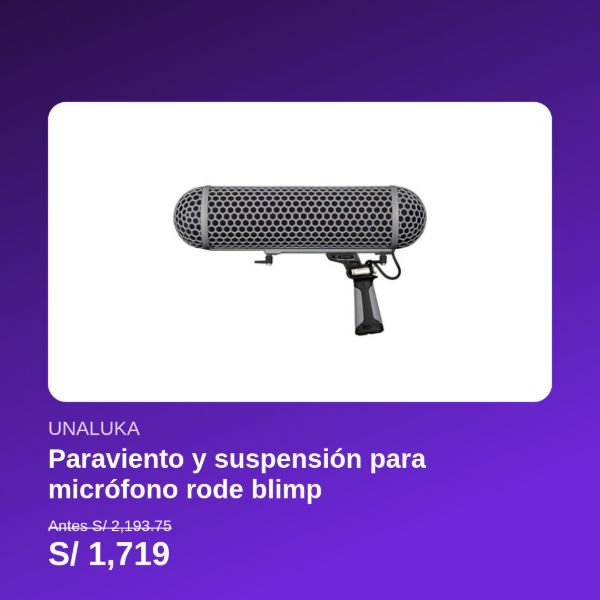 UNALUKA
Paraviento y suspensión para
micrófono rode blimp
Antes S/ 2,193.75
S/ 1,719